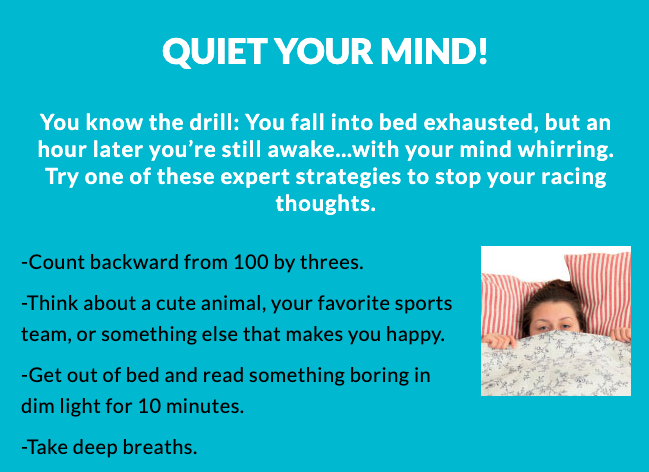 QUIET YOUR MIND!
You know the drill: You fall into bed exhausted, but an
hour later you’re still awake...with your mind whirring.
Try one of these expert strategies to stop your racing
thoughts.
-Count backward from 100 by threes.
-Think about a cute animal, your favorite sports
team, or something else that makes you happy.
-Get out of bed and read something boring in
dim light for 10 minutes.
-Take deep breaths.